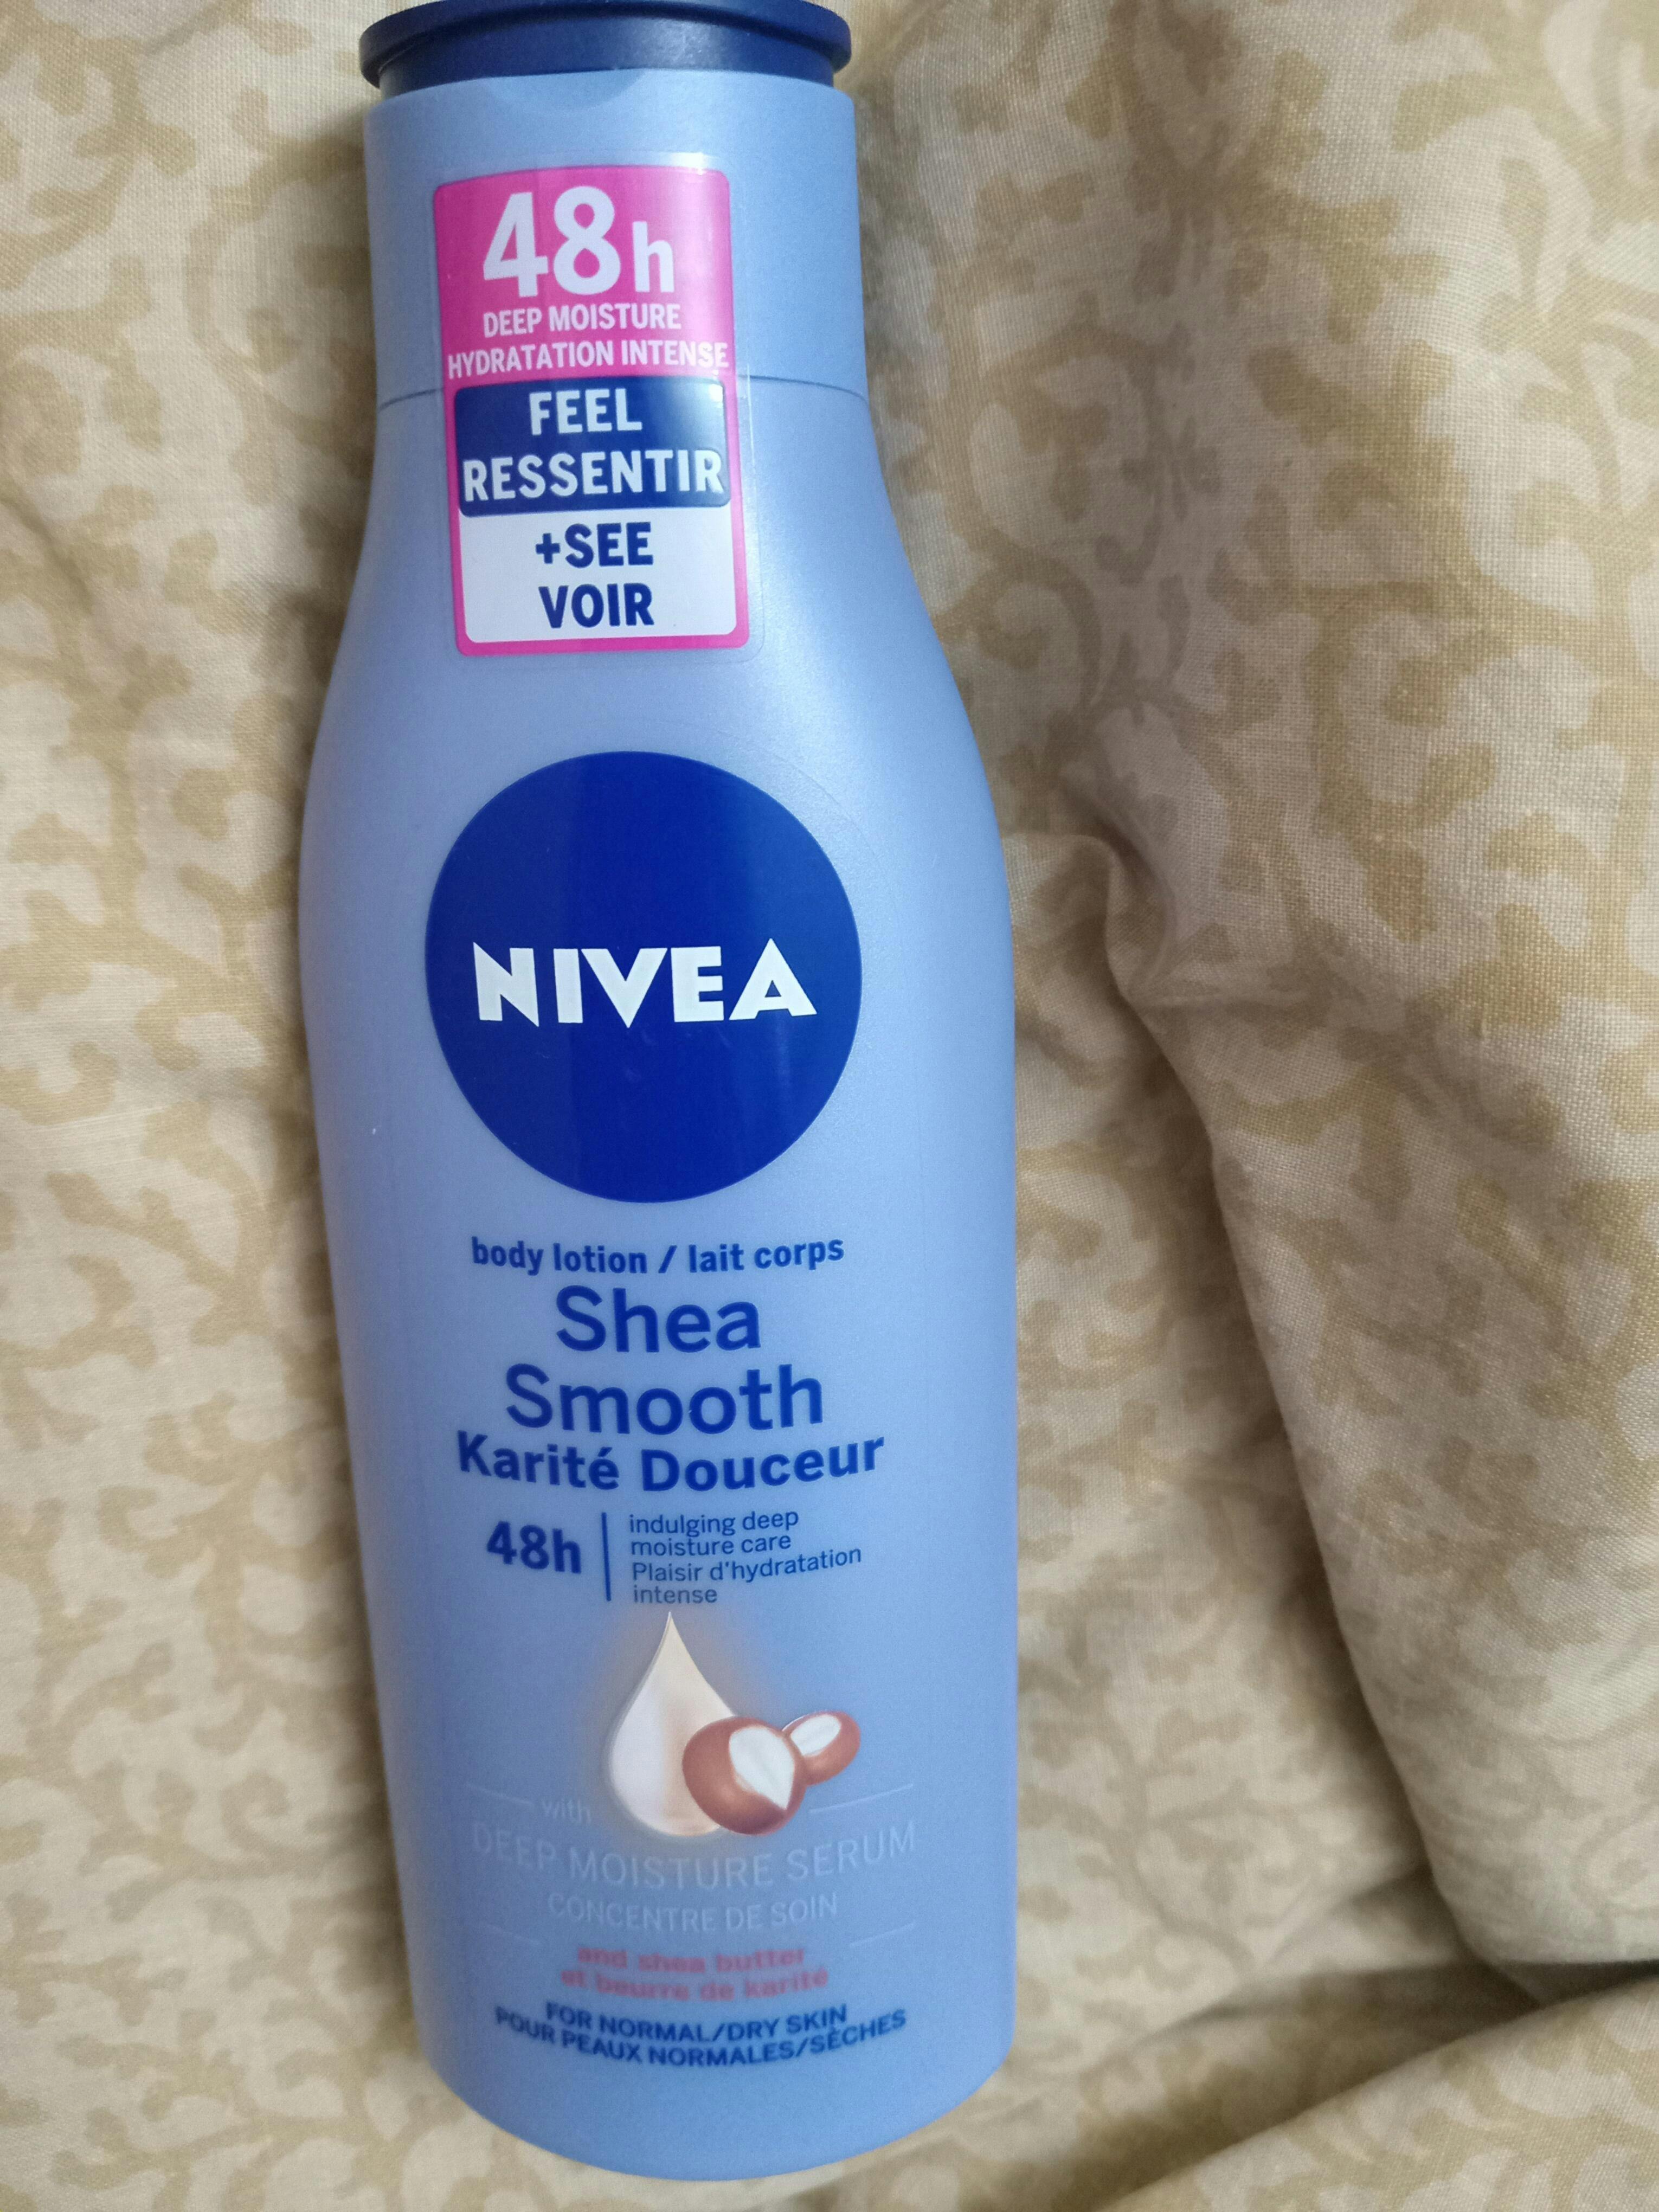 48h
DEEP MOISTURE
HYDRATATION INTENSE
FEEL
RESSENTIR
+SEE
VOIR
NIVEA
body lotion / lait corps
Shea
Smooth
Karité Douceur
48h
indulging deep
moisture care
Plaisir d'hydratation
intense
with
DEEP MOISTURE SERUM
CONCENTRE DE SOIN
and shea butter
et beurre de karité
FOR NORMAL/DRY SKIN
POUR PEAUX NORMALES/SÈCHES